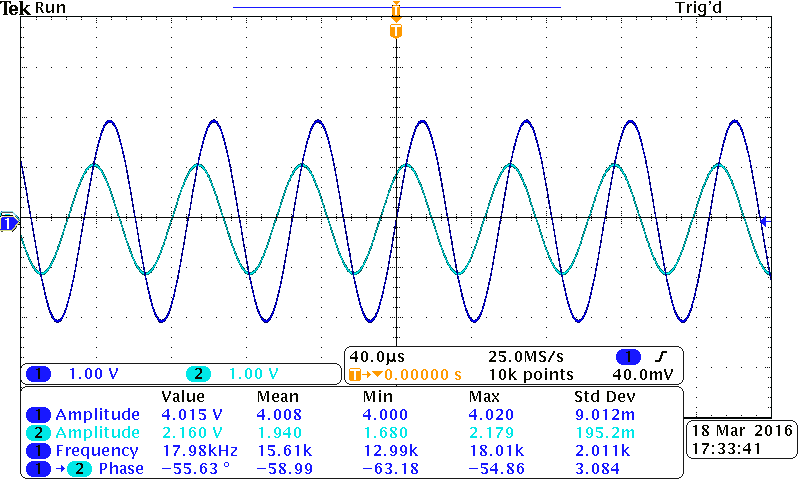 Tek Run Trig'd
T
T
1
1 1.00 V 2 1.00 V
40.0µs 25.0MS/s 1
T→▼0.00000 s 10k points 40.0mV
Value Mean Min Max Std Dev
1 Amplitude 4.015 V 4.008 4.000 4.020 9.012m
2 Amplitude 2.160 V 1.940 1.680 2.179 195.2m
1 Frequency 17.98kHz 15.61k 12.99k 18.01k 2.011k
1 → 2 Phase −55.63 ° −58.99 −63.18 −54.86 3.084
18 Mar 2016
17:33:41